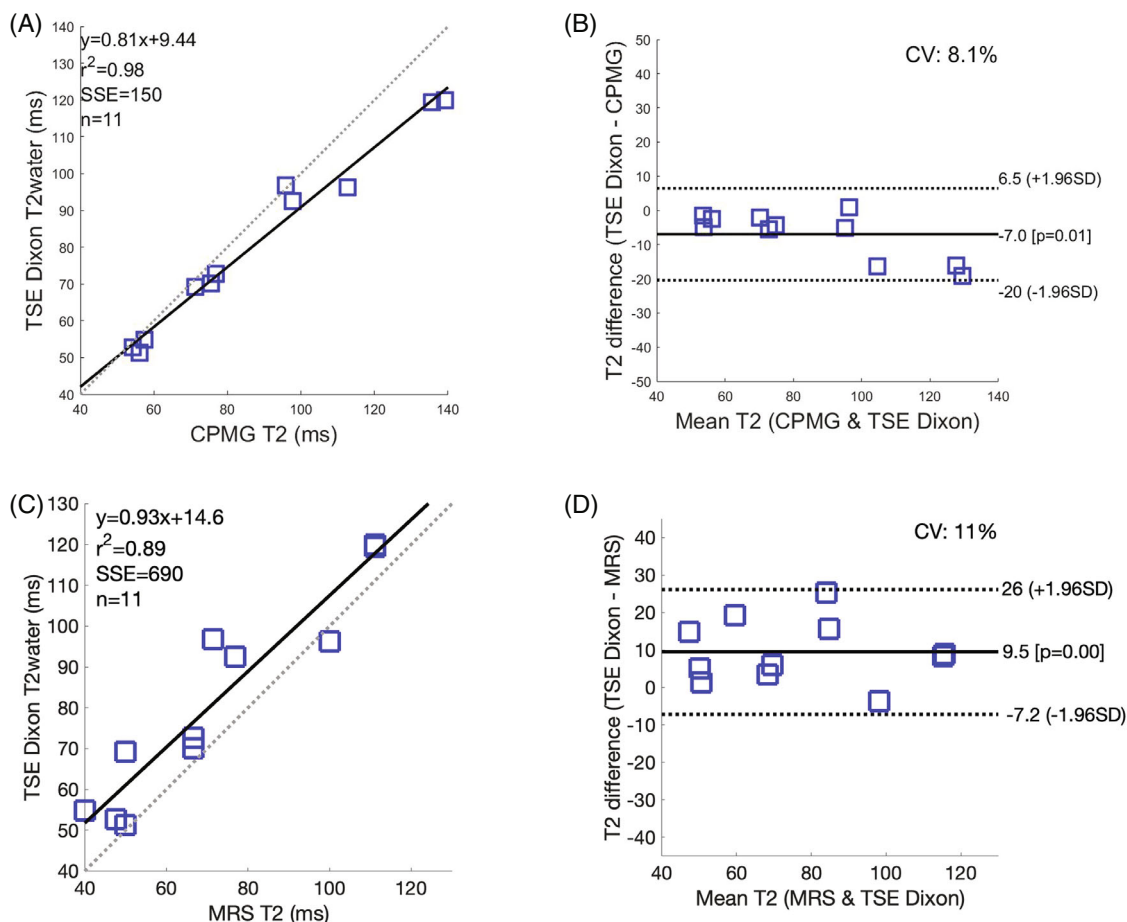 (A)
y=0.81x+9.44
r²=0.98
SSE=150
n=11
140
130
120
110
100
90
80
70
60
50
40
40 60 80 100 120 140
TSE Dixon T2water (ms)
CPMG T2 (ms)
(B)
CV: 8.1%
50
40
30
20
10
0
-10
-20
-30
-40
-50
6.5 (+1.96SD)
-7.0 [p=0.01]
-20 (-1.96SD)
40 60 80 100 120 140
T2 difference (TSE Dixon - CPMG)
Mean T2 (CPMG & TSE Dixon)
(C)
y=0.93x+14.6
r²=0.89
SSE=690
n=11
130
120
110
100
90
80
70
60
50
40
40 60 80 100 120
TSE Dixon T2water (ms)
MRS T2 (ms)
(D)
CV: 11%
40
30
20
10
0
-10
-20
-30
-40
26 (+1.96SD)
9.5 [p=0.00]
-7.2 (-1.96SD)
40 60 80 100 120
T2 difference (TSE Dixon - MRS)
Mean T2 (MRS & TSE Dixon)